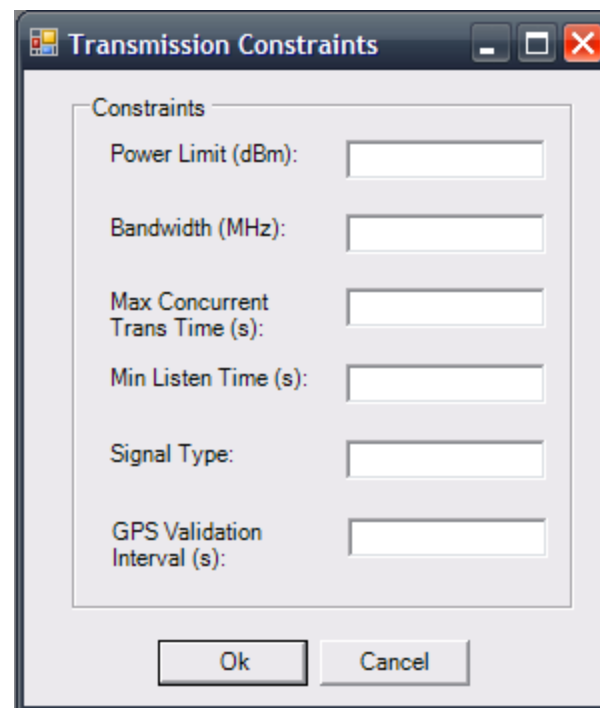 Transmission Constraints
Constraints
Power Limit (dBm):
Bandwidth (MHz):
Max Concurrent
Trans Time (s):
Min Listen Time (s):
Signal Type:
GPS Validation
Interval (s):
Ok
Cancel